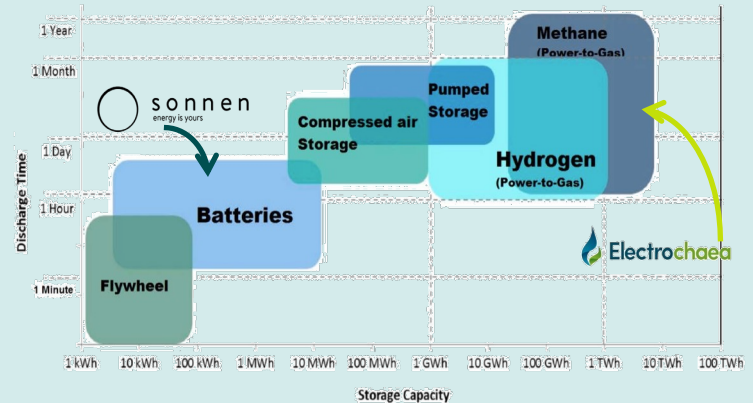 1 Year
Methane
(Power-to-Gas)
1 Month
sonnen
energy is yours
Pumped
Storage
Compressed air
Storage
1 Day
Hydrogen
(Power-to-Gas)
1 Hour
Batteries
Electrochaea
Flywheel
1 Minute
Discharge Time
1 kWh 10 kWh 100 kWh 1 MWh 10 MWh 100 MWh 1 GWh 10 GWh 100 GWh 1 TWh 10 TWh 100 TWh
Storage Capacity